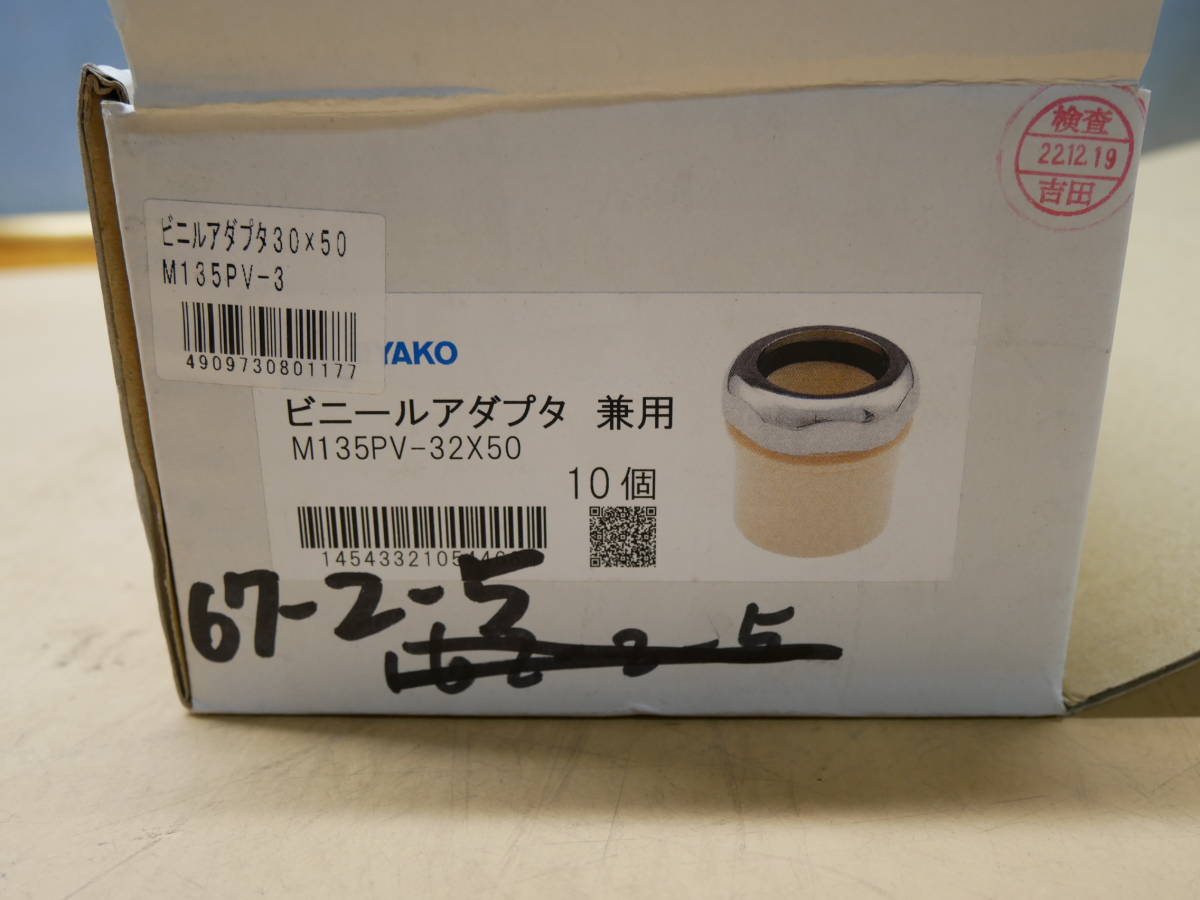 検査
22.12.19
吉田
ビニルアダプタ30×50
M135PV-3
4909730801177
YAKO
ビニールアダプタ 兼用
M135PV-32X50
10個
67-2-5